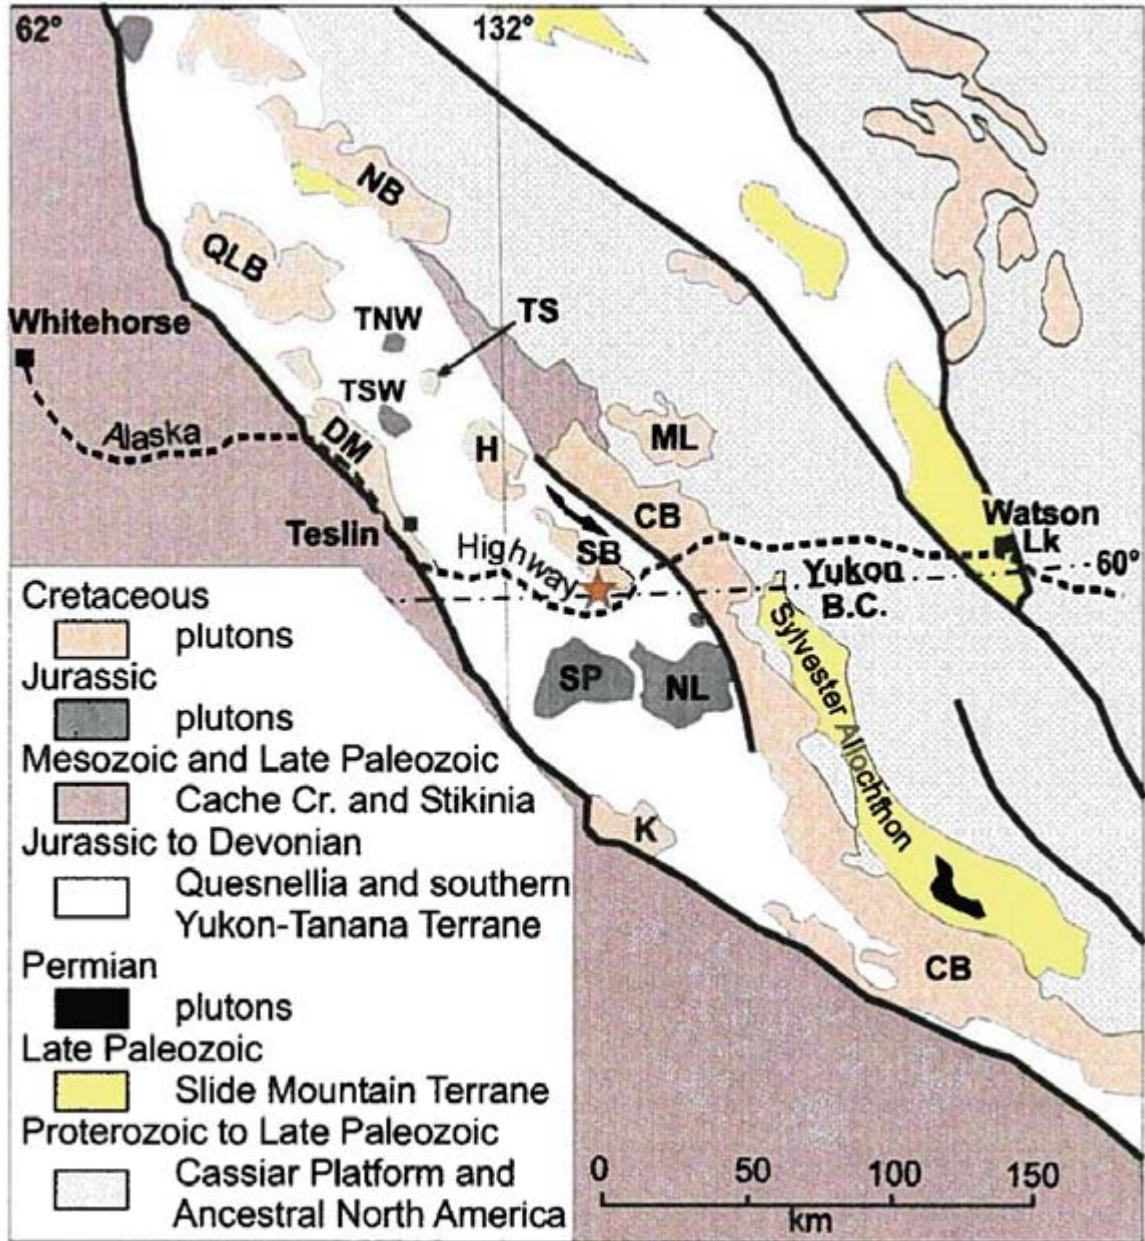 62°
132°
NB
QLB
TNW
TS
Whitehorse
TSW
Alaska
DM
H
ML
Teslin
CB
Watson
Lk
Highway
SB
Yukon
60°
B.C.
Sylvester Allochthon
SP
NL
K
CB
Cretaceous
plutons
Jurassic
plutons
Mesozoic and Late Paleozoic
Cache Cr. and Stikinia
Jurassic to Devonian
Quesnellia and southern
Yukon-Tanana Terrane
Permian
plutons
Late Paleozoic
Slide Mountain Terrane
Proterozoic to Late Paleozoic
Cassiar Platform and
Ancestral North America
0 50 100 150
km